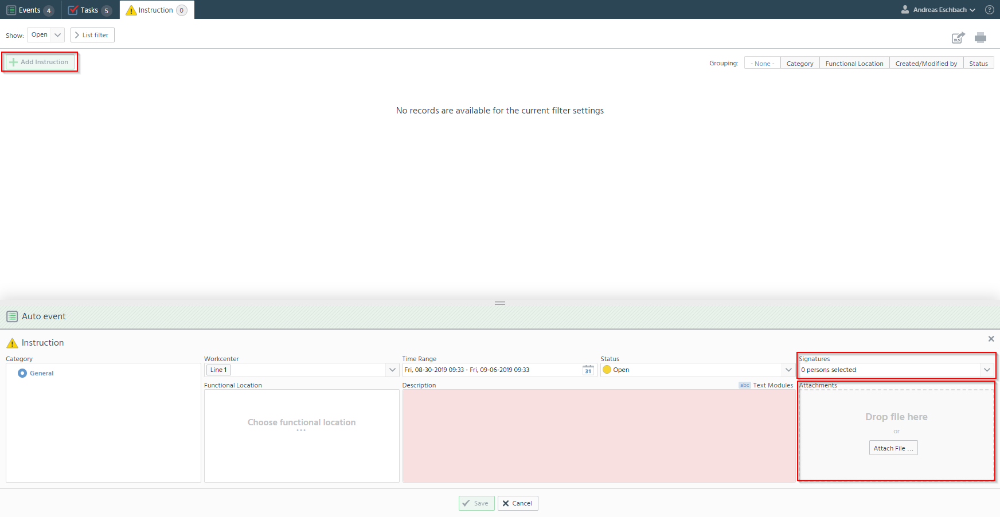 Events 4 Tasks 5 Instruction 0 Andreas Eschbach ?
Show: Open List filter XLS
Add Instruction Grouping: - None - Category Functional Location Created/Modified by Status
No records are available for the current filter settings
Auto event
Instruction
Category Workcenter Time Range Status Signatures
General Line 1 Fri, 08-30-2019 09:33 - Fri, 09-06-2019 09:33 31 Open 0 persons selected
Functional Location Description abc Text Modules Attachments
Choose functional location
...
Drop file here
or
Attach File ...
Save Cancel